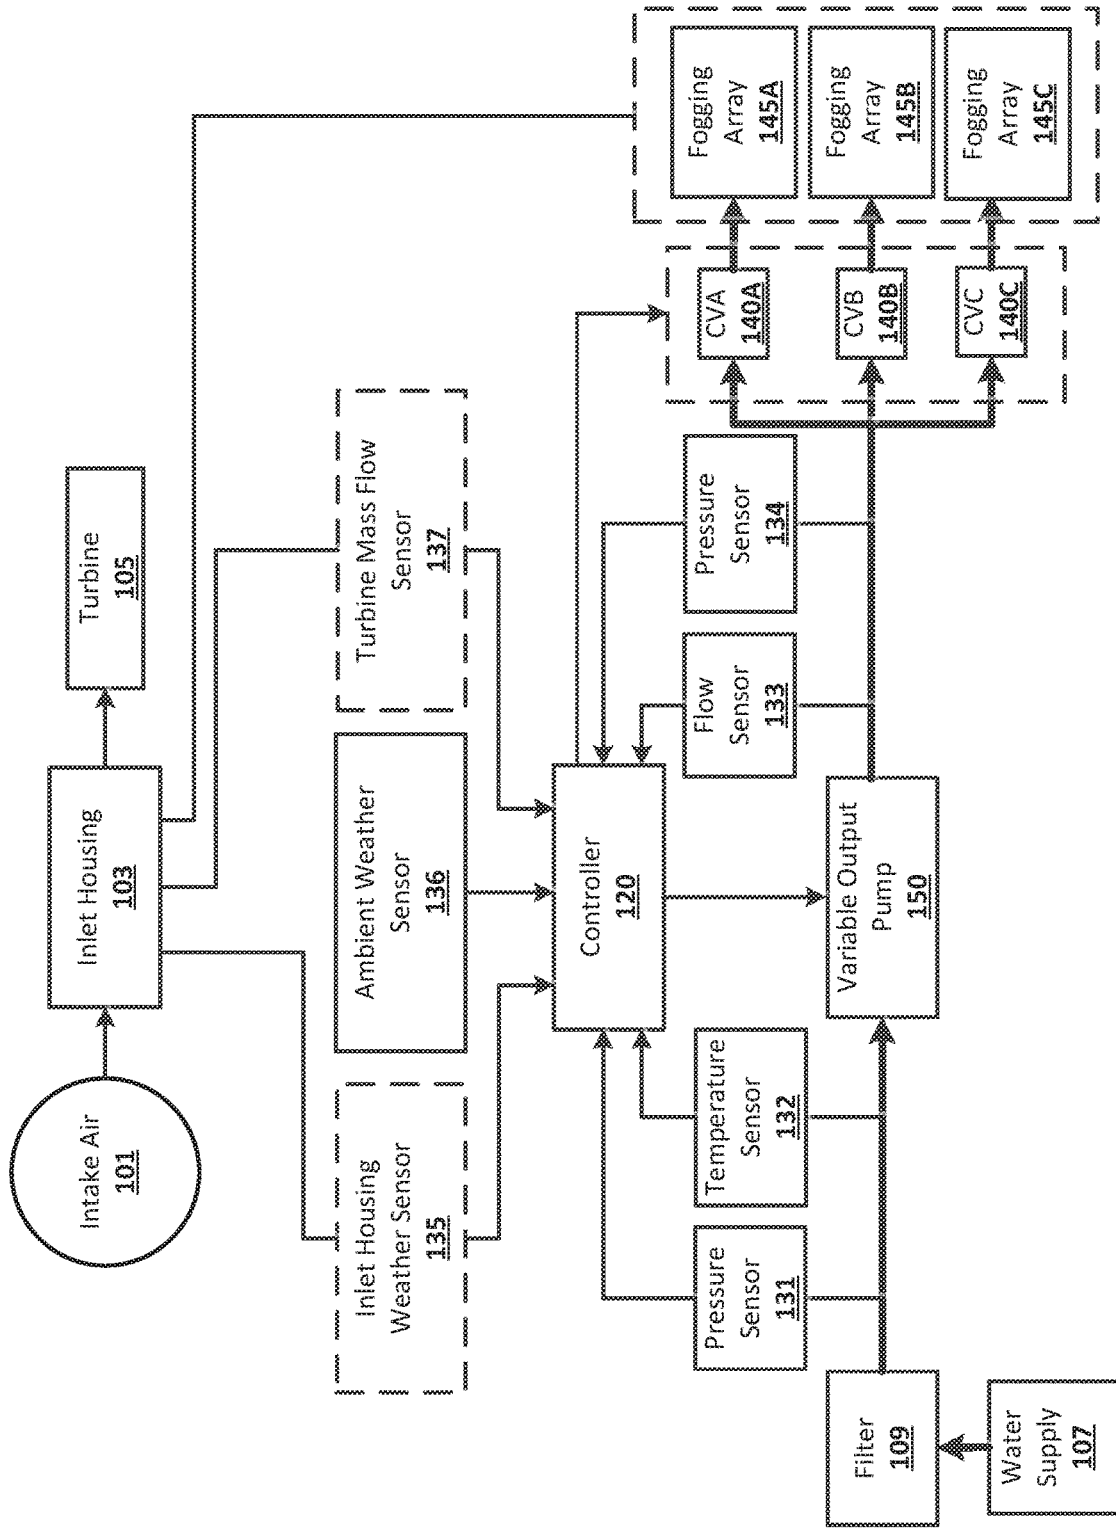 Intake Air
101
Inlet Housing
103
Turbine
105
Inlet Housing
Weather Sensor
135
Ambient Weather
Sensor
136
Turbine Mass Flow
Sensor
137
Controller
120
Pressure
Sensor
131
Temperature
Sensor
132
Flow
Sensor
133
Pressure
Sensor
134
Filter
109
Water
Supply
107
Variable Output
Pump
150
CVA
140A
CVB
140B
CVC
140C
Fogging
Array
145A
Fogging
Array
145B
Fogging
Array
145C